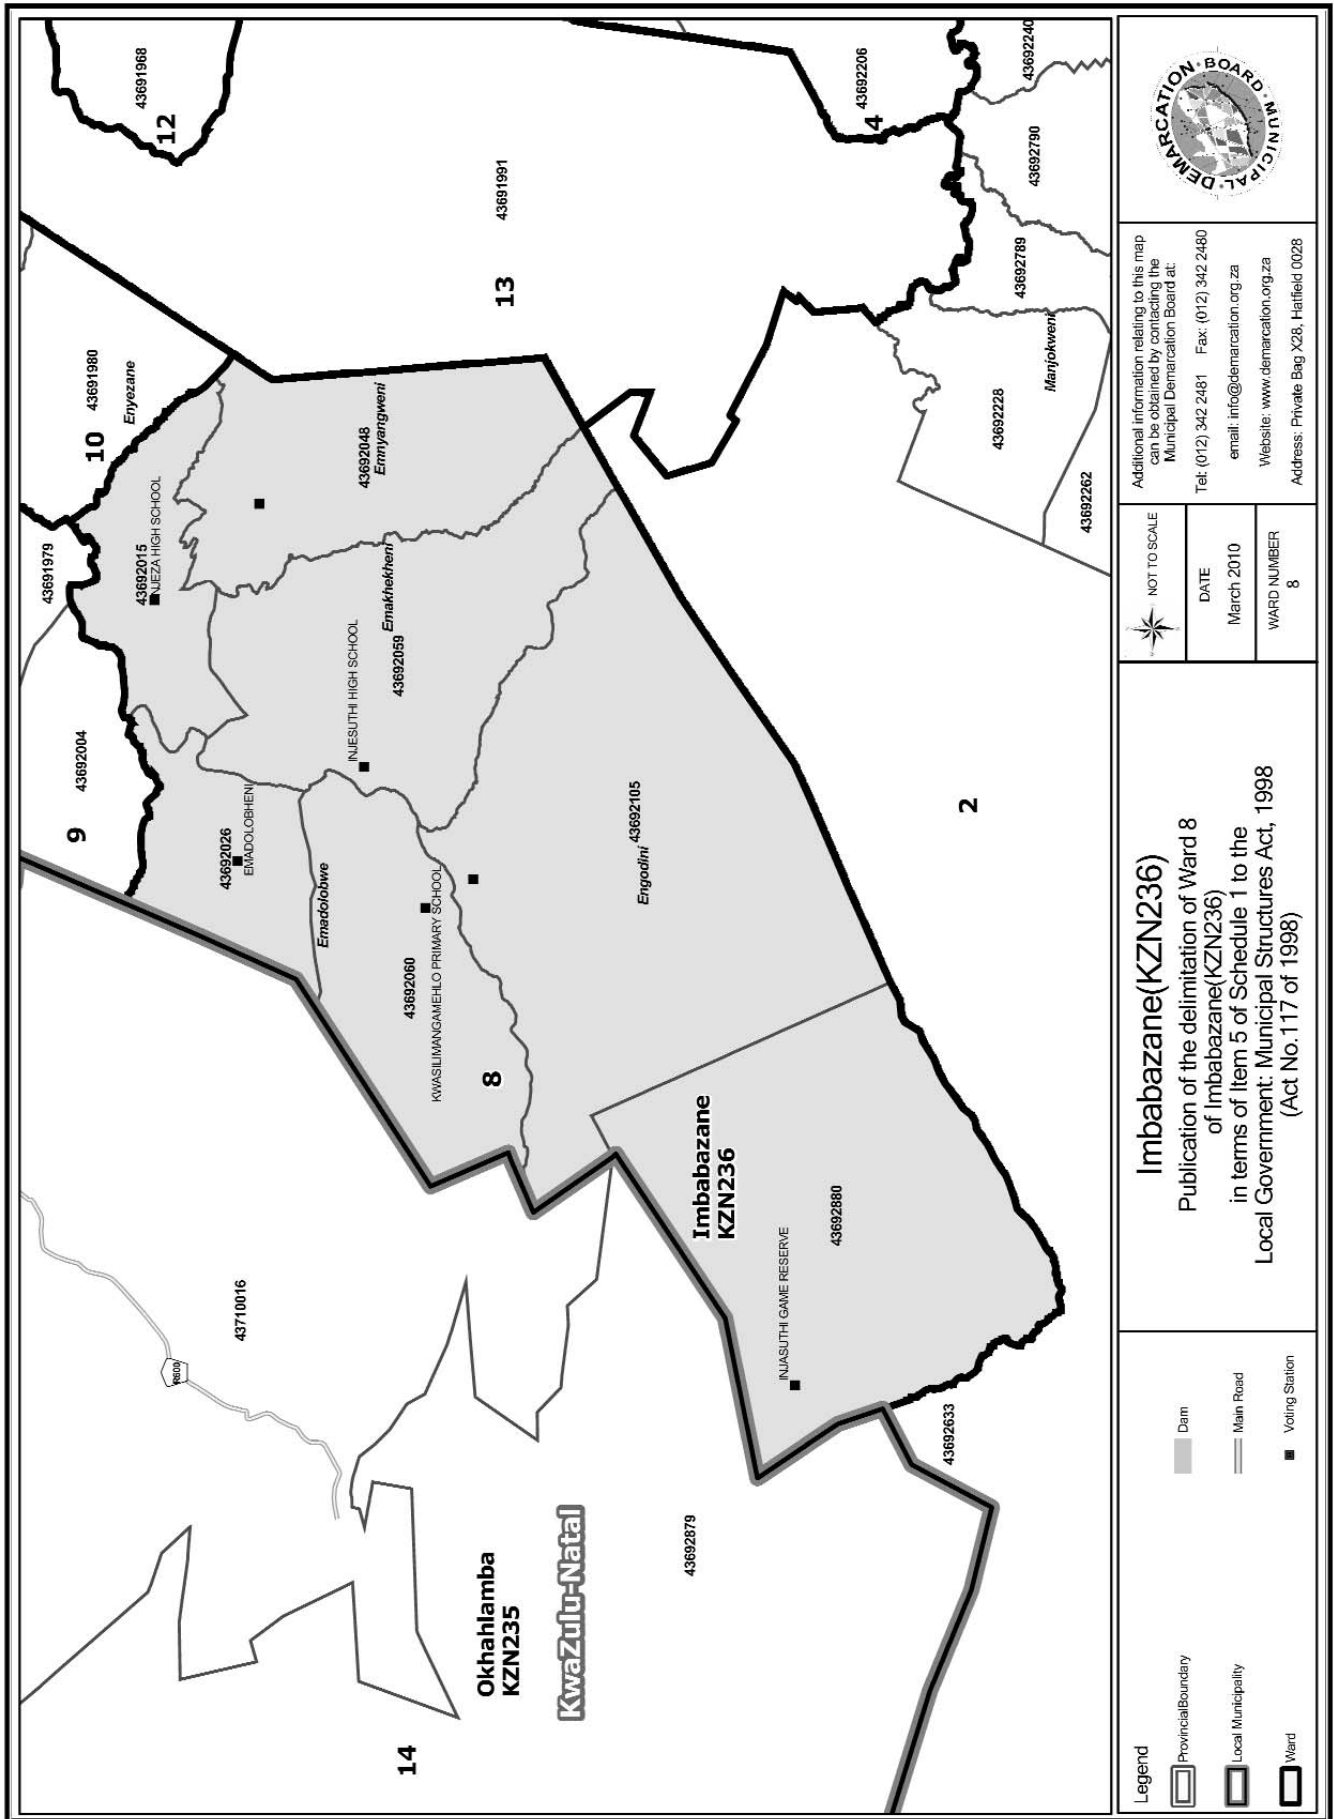 43691968
12
43692206
4
43692240
43691991
13
43692790
43692789
10
43691980
Enyezane
43692048
Emnyangweni
Manjokweni
43692228
43692262
43691979
43692015
NJEZA HIGH SCHOOL
Emakhekheni
43692059
INJESUTHI HIGH SCHOOL
9
43692004
43692026
EMADOLOBHENI
Emadolobwe
43692060
KWASILIMANGAMEHLO PRIMARY SCHOOL
8
43692105
Engodini
2
Imbabazane
KZN236
43692880
INJASUTHI GAME RESERVE
43710016
R600
43692633
43692879
Okhahlamba
KZN235
KwaZulu-Natal
14
Legend
ProvincialBoundary
Local Municipality
Ward
Dam
Main Road
Voting Station
Imbabazane(KZN236)
Publication of the delimitation of Ward 8
of Imbabazane(KZN236)
in terms of Item 5 of Schedule 1 to the
Local Government: Municipal Structures Act, 1998
(Act No.117 of 1998)
NOT TO SCALE
DATE
March 2010
WARD NUMBER
8
Additional information relating to this map
can be obtained by contacting the
Municipal Demarcation Board at:
Tel: (012) 342 2481 Fax: (012) 342 2480
email: info@demarcation.org.za
Website: www.demarcation.org.za
Address: Private Bag X28, Hatfield 0028
MUNICIPAL DEMARCATION BOARD